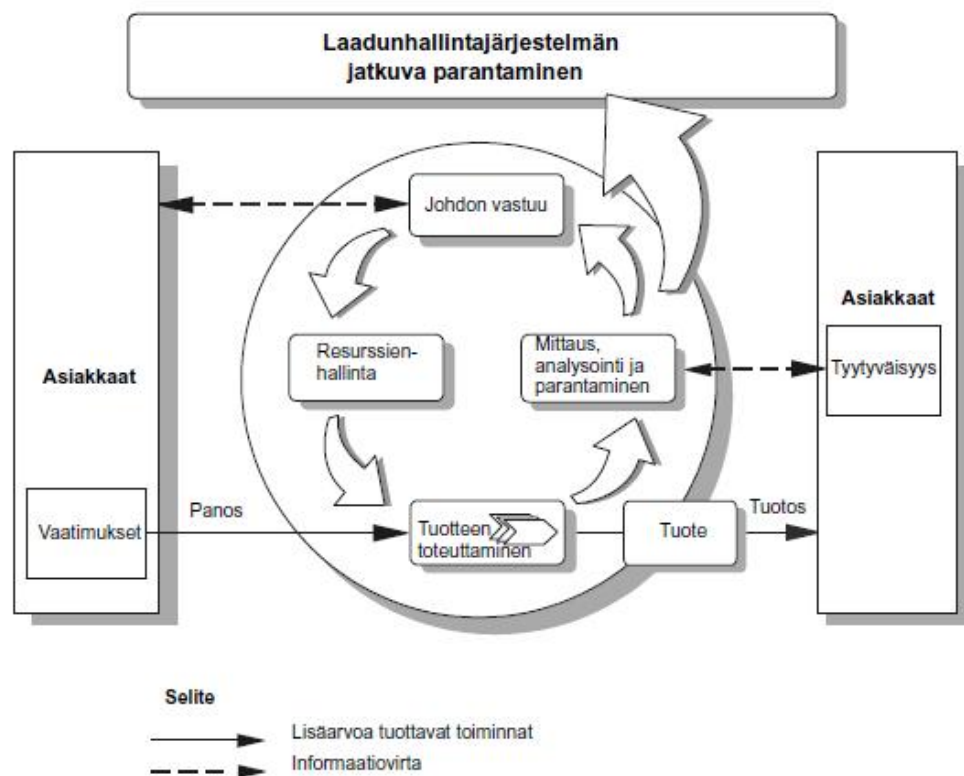 Laadunhallintajärjestelmän
jatkuva parantaminen
Johdon vastuu
Asiakkaat
Resurssien-
hallinta
Mittaus,
analysointi ja
parantaminen
Asiakkaat
Tyytyväisyys
Vaatimukset
Panos
Tuotteen
toteuttaminen
Tuote
Tuotos
Selite
Lisäarvoa tuottavat toiminnat
Informaatiovirta